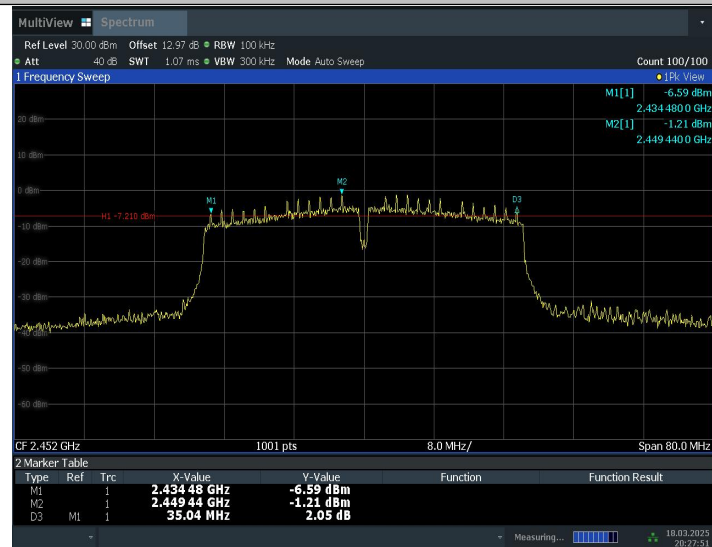 MultiView Spectrum
Ref Level 30.00 dBm Offset 12.97 dB RBW 100 kHz
Att 40 dB SWT 1.07 ms VBW 300 kHz Mode Auto Sweep Count 100/100
1 Frequency Sweep 1Pk View
M1[1] -6.59 dBm
2.434 480 0 GHz
M2[1] -1.21 dBm
2.449 440 0 GHz
20 dBm
10 dBm
0 dBm
M2
M1
D3
H1 -7.210 dBm
-10 dBm
-20 dBm
-30 dBm
-40 dBm
-50 dBm
-60 dBm
CF 2.452 GHz 1001 pts 8.0 MHz/ Span 80.0 MHz
2 Marker Table
Type Ref Trc X-Value Y-Value Function Function Result
M1 1 2.434 48 GHz -6.59 dBm
M2 1 2.449 44 GHz -1.21 dBm
D3 M1 1 35.04 MHz 2.05 dB
Measuring... 18.03.2025
20:27:51